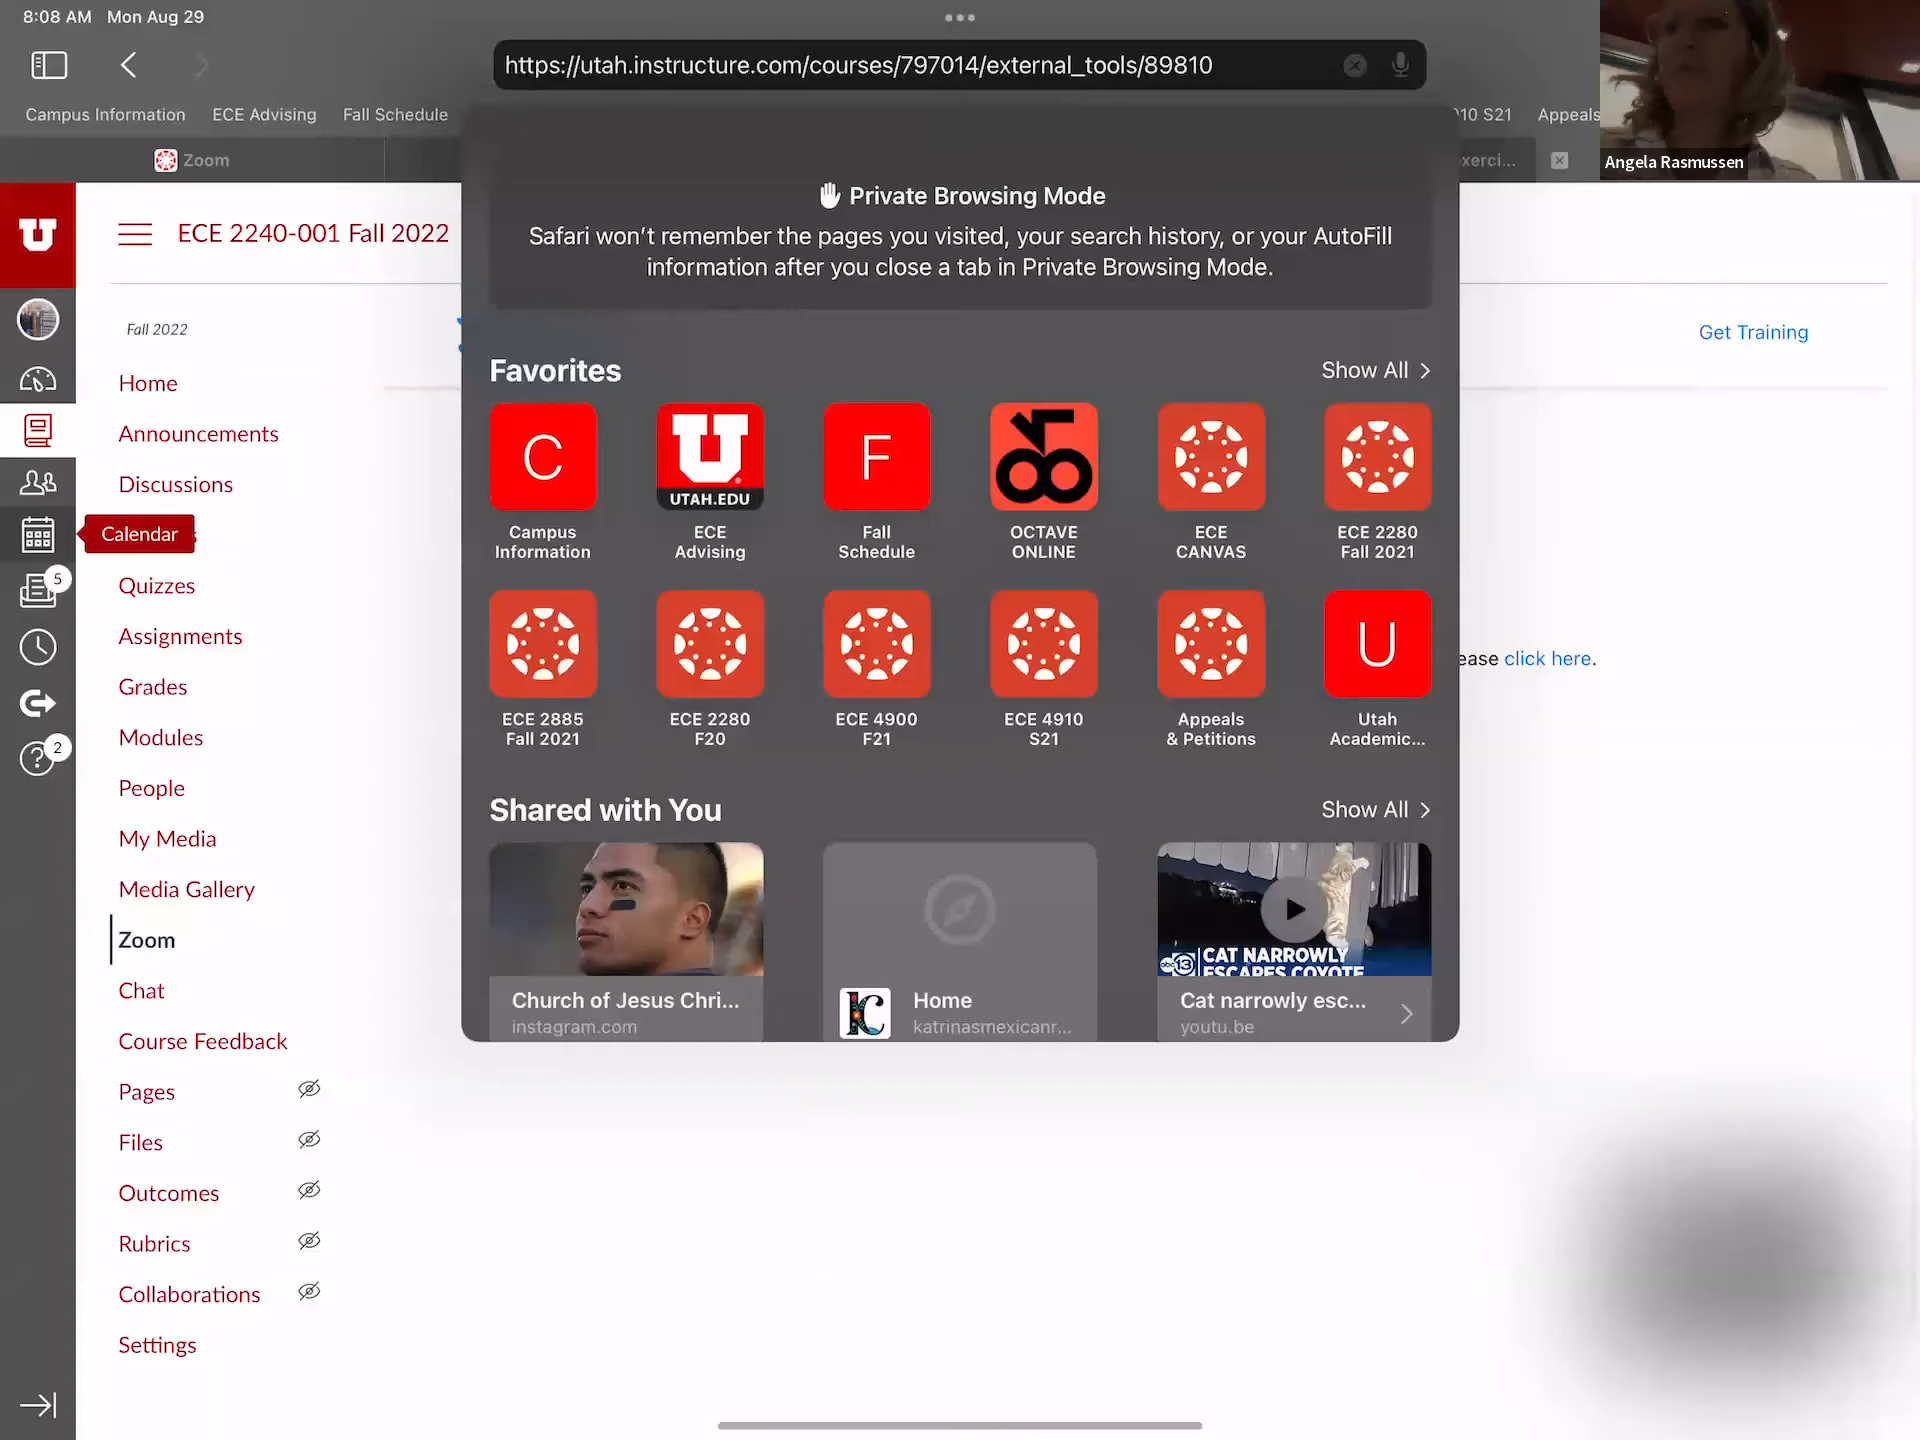 8:08 AM Mon Aug 29
https://utah.instructure.com/courses/797014/external_tools/89810
Campus Information
ECE Advising
Fall Schedule
10 S21
Appeals
Zoom
exerci...
Angela Rasmussen
Private Browsing Mode
Safari won't remember the pages you visited, your search history, or your AutoFill
information after you close a tab in Private Browsing Mode.
U
ECE 2240-001 Fall 2022
Fall 2022
Get Training
Home
Announcements
Discussions
Calendar
s
5
Quizzes
Assignments
Grades
Modules
2
People
My Media
Media Gallery
Zoom
Chat
Course Feedback
Pages
Files
Outcomes
Rubrics
Collaborations
Settings
Favorites
Show All
C
U
UTAH.EDU
F
8
Campus
Information
ECE
Advising
Fall
Schedule
OCTAVE
ONLINE
ECE
CANVAS
ECE 2280
Fall 2021
U
ECE 2885
Fall 2021
ECE 2280
F20
ECE 4900
F21
ECE 4910
S21
Appeals
& Petitions
Utah
Academic...
ease click here.
Shared with You
Show All
abc13
CAT NARROWLY
ESCAPES COYOTE
Church of Jesus Chri...
instagram.com
K
Home
katrinasmexicanr...
Cat narrowly esc...
youtu.be